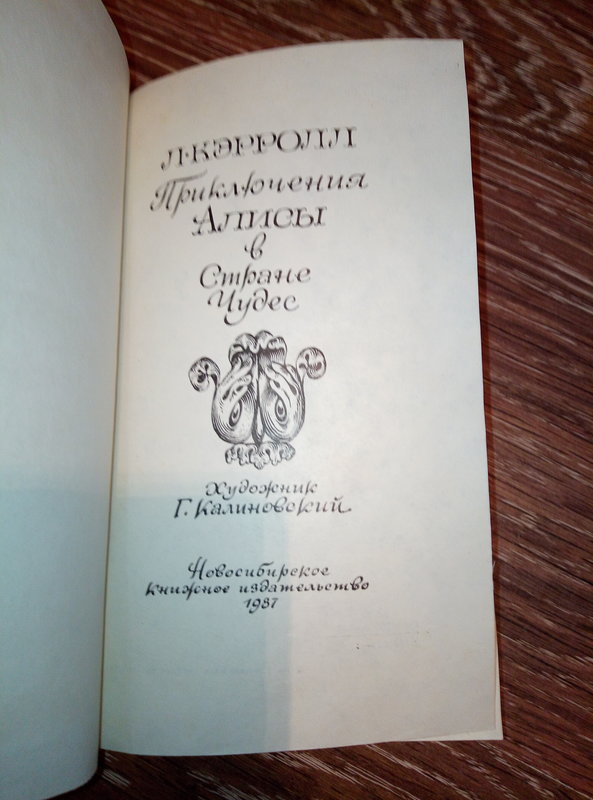 Л·КЭРРОЛЛ
Приключения
АЛИСЫ
в
Стране
Чудес
Художник
Г. Калиновский
Новосибирское
книжное издательство
1987